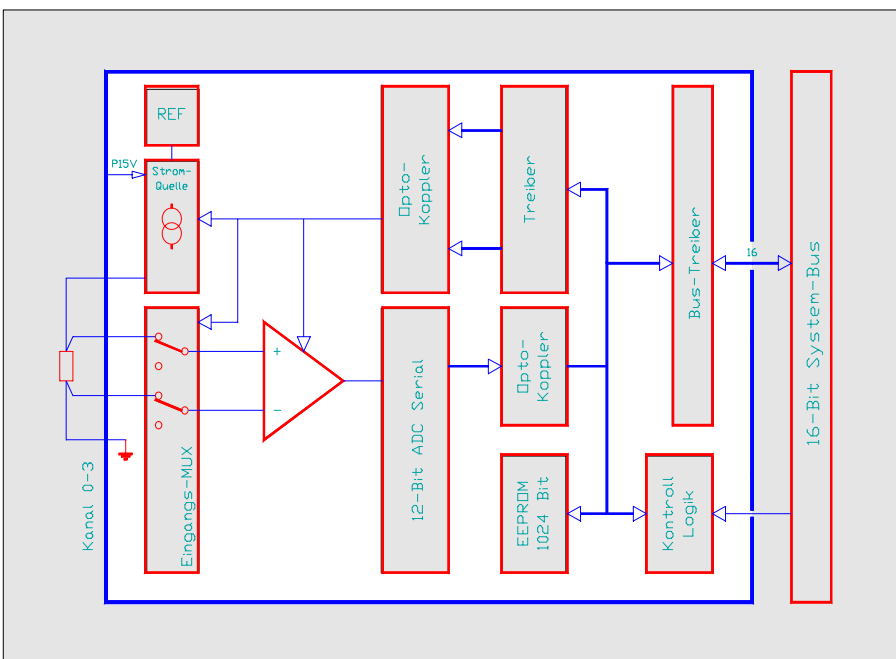 REF
P15V
Strom-
Quelle
Opto-
Koppler
Treiber
Bus-Treiber
16
16-Bit System-Bus
+
−
Kanal 0-3
Eingangs-MUX
12-Bit ADC Serial
Opto-
Koppler
EEPROM
1024 Bit
Kontroll
Logik